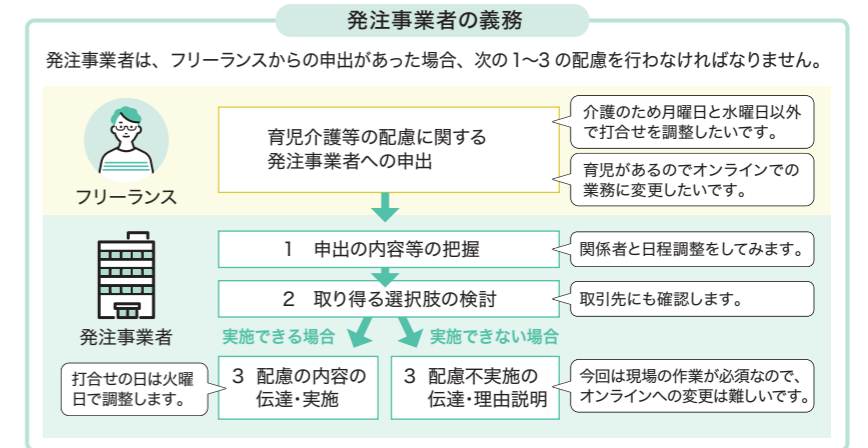 発注事業者の義務
発注事業者は、フリーランスからの申出があった場合、次の1〜3の配慮を行わなければなりません。
フリーランス
育児介護等の配慮に関する
発注事業者への申出
介護のため月曜日と水曜日以外
で打合せを調整したいです。
育児があるのでオンラインでの
業務に変更したいです。
発注事業者
1 申出の内容等の把握
関係者と日程調整をしてみます。
2 取り得る選択肢の検討
取引先にも確認します。
実施できる場合
実施できない場合
打合せの日は火曜
日で調整します。
3 配慮の内容の
伝達・実施
3 配慮不実施の
伝達・理由説明
今回は現場の作業が必須なので、
オンラインへの変更は難しいです。